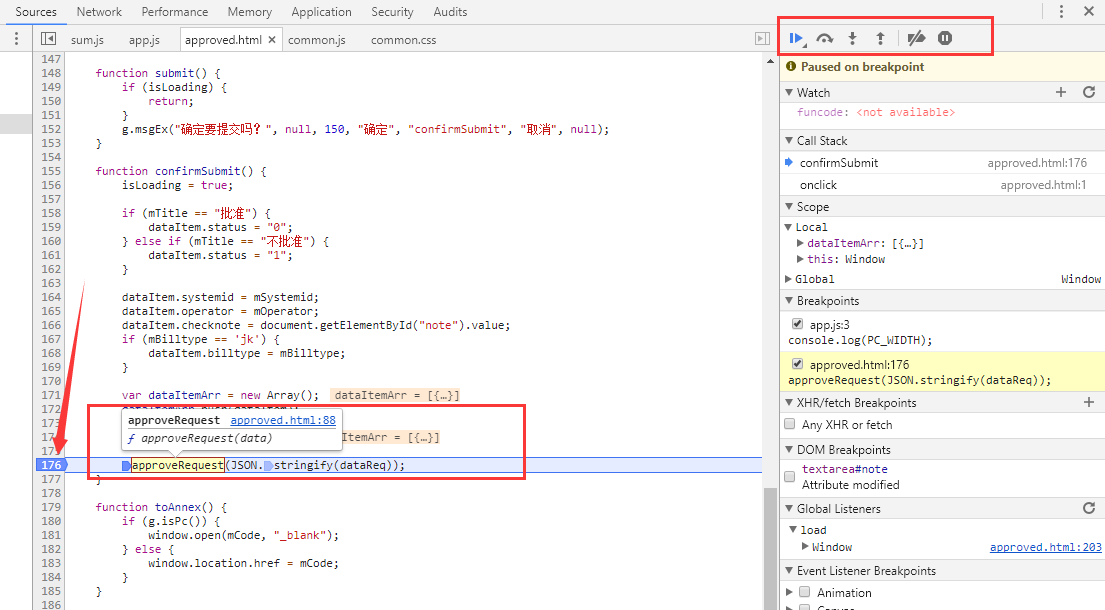 Sources Network Performance Memory Application Security Audits
sum.js app.js approved.html common.js common.css
147
148 function submit() {
149 if (isLoading) {
150 return;
151 }
152 g.msgEx("确定要提交吗？", null, 150, "确定", "confirmSubmit", "取消", null);
153 }
154
155 function confirmSubmit() {
156 isLoading = true;
157
158 if (mTitle == "批准") {
159 dataItem.status = "0";
160 } else if (mTitle == "不批准") {
161 dataItem.status = "1";
162 }
163
164 dataItem.systemid = mSystemid;
165 dataItem.operator = mOperator;
166 dataItem.checknote = document.getElementById("note").value;
167 if (mBilltype == 'jk') {
168 dataItem.billtype = mBilltype;
169 }
170
171 var dataItemArr = new Array(); dataItemArr = [{…}]
approveRequest approved.html:88
ƒ approveRequest(data)
ItemArr = [{…}]
176 approveRequest(JSON.stringify(dataReq));
177 }
178
179 function toAnnex() {
180 if (g.isPc()) {
181 window.open(mCode, "_blank");
182 } else {
183 window.location.href = mCode;
184 }
185 }
186
Paused on breakpoint
Watch
funcode: <not available>
Call Stack
confirmSubmit approved.html:176
onclick approved.html:1
Scope
Local
dataItemArr: [{…}]
this: Window
Global Window
Breakpoints
app.js:3
console.log(PC_WIDTH);
approved.html:176
approveRequest(JSON.stringify(dataReq));
XHR/fetch Breakpoints
Any XHR or fetch
DOM Breakpoints
textarea#note
Attribute modified
Global Listeners
load
Window approved.html:203
Event Listener Breakpoints
Animation